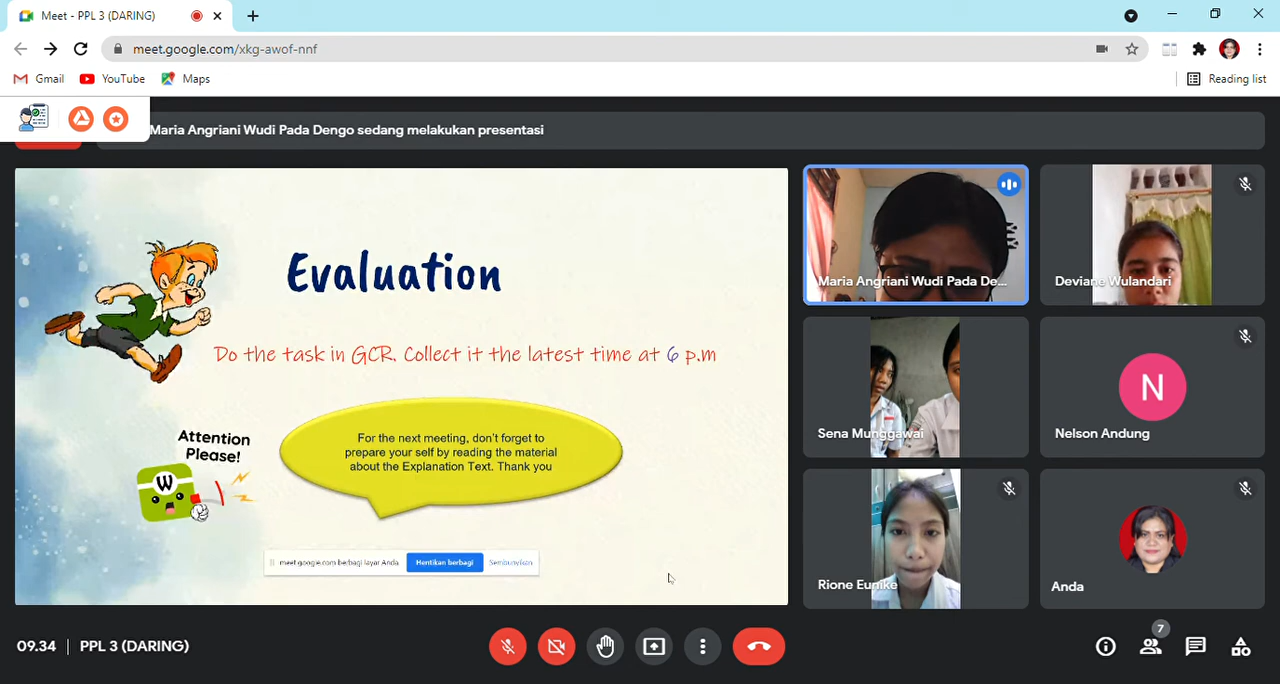 Meet - PPL 3 (DARING)
meet.google.com/xkg-awof-nnf
Gmail YouTube Maps Reading list
Maria Angriani Wudi Pada Dengo sedang melakukan presentasi
Evaluation
Do the task in GCR. Collect it the latest time at 6 p.m
Attention
Please!
W
For the next meeting, don't forget to
prepare your self by reading the material
about the Explanation Text. Thank you
meet.google.com berbagi layar Anda. Hentikan berbagi Sembunyikan
Maria Angriani Wudi Pada De...
Deviane Wulandari
Sena Munggawai
N
Nelson Andung
Rione Eunike
Anda
09.34 | PPL 3 (DARING)
7